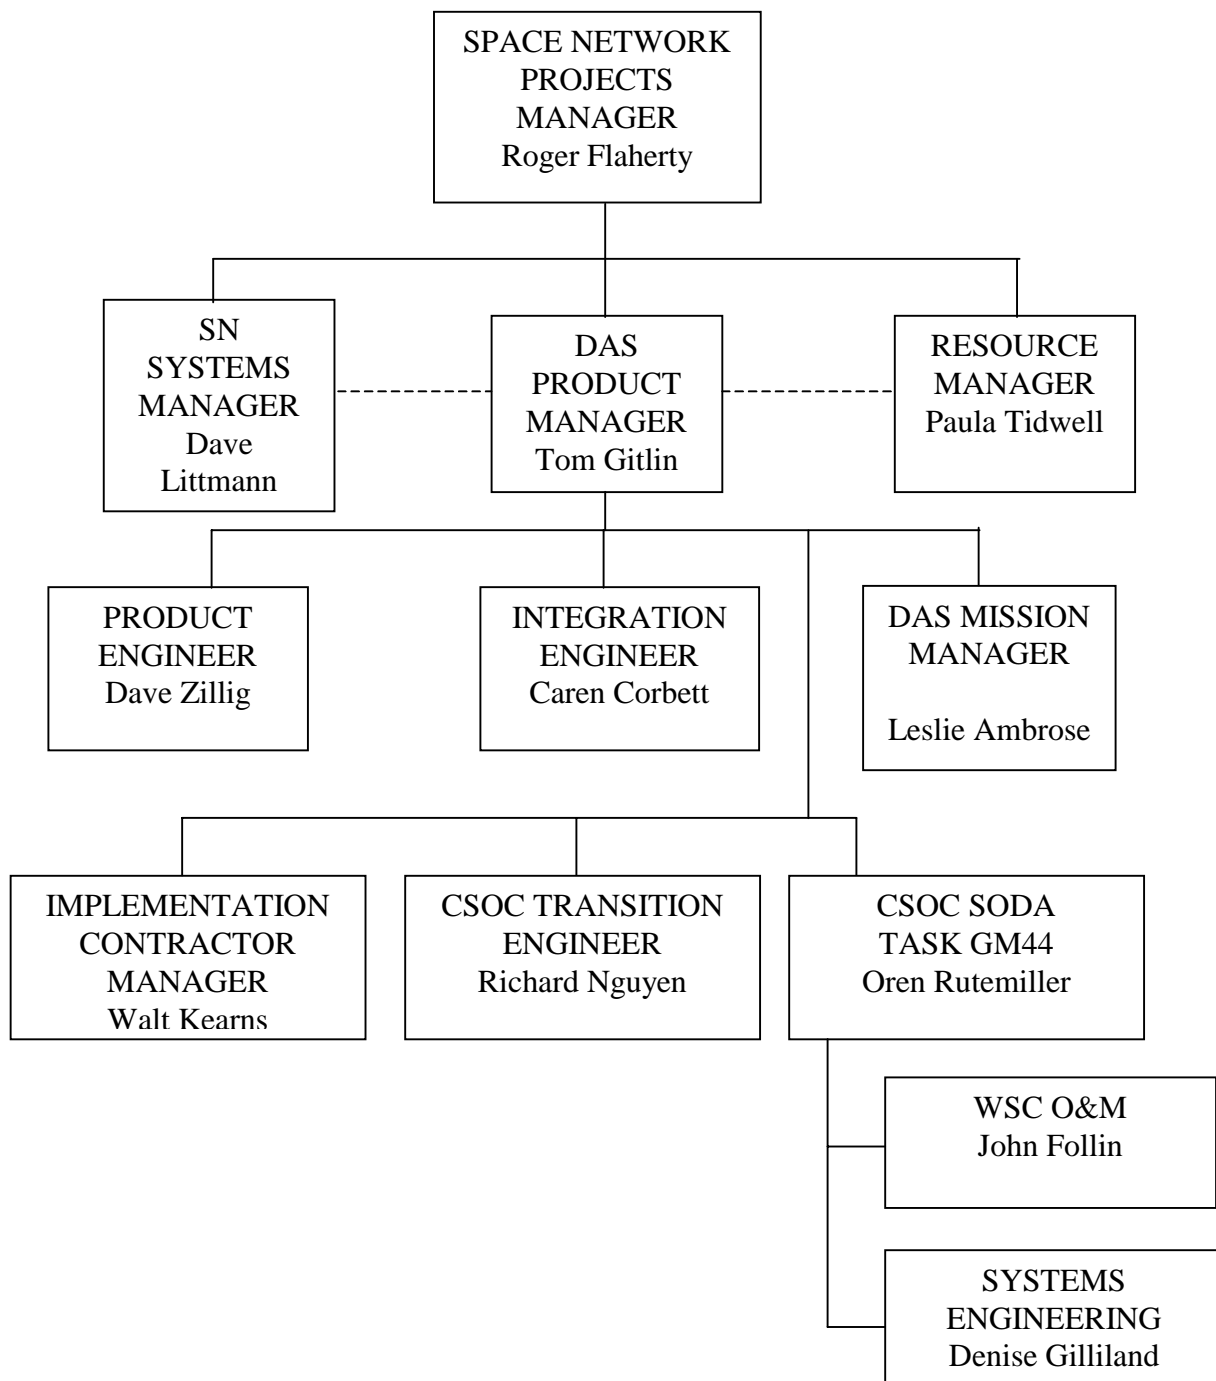 SPACE NETWORK
PROJECTS
MANAGER
Roger Flaherty
SN
SYSTEMS
MANAGER
Dave
Littmann
DAS
PRODUCT
MANAGER
Tom Gitlin
RESOURCE
MANAGER
Paula Tidwell
PRODUCT
ENGINEER
Dave Zillig
INTEGRATION
ENGINEER
Caren Corbett
DAS MISSION
MANAGER
Leslie Ambrose
IMPLEMENTATION
CONTRACTOR
MANAGER
Walt Kearns
CSOC TRANSITION
ENGINEER
Richard Nguyen
CSOC SODA
TASK GM44
Oren Rutemiller
WSC O&M
John Follin
SYSTEMS
ENGINEERING
Denise Gilliland